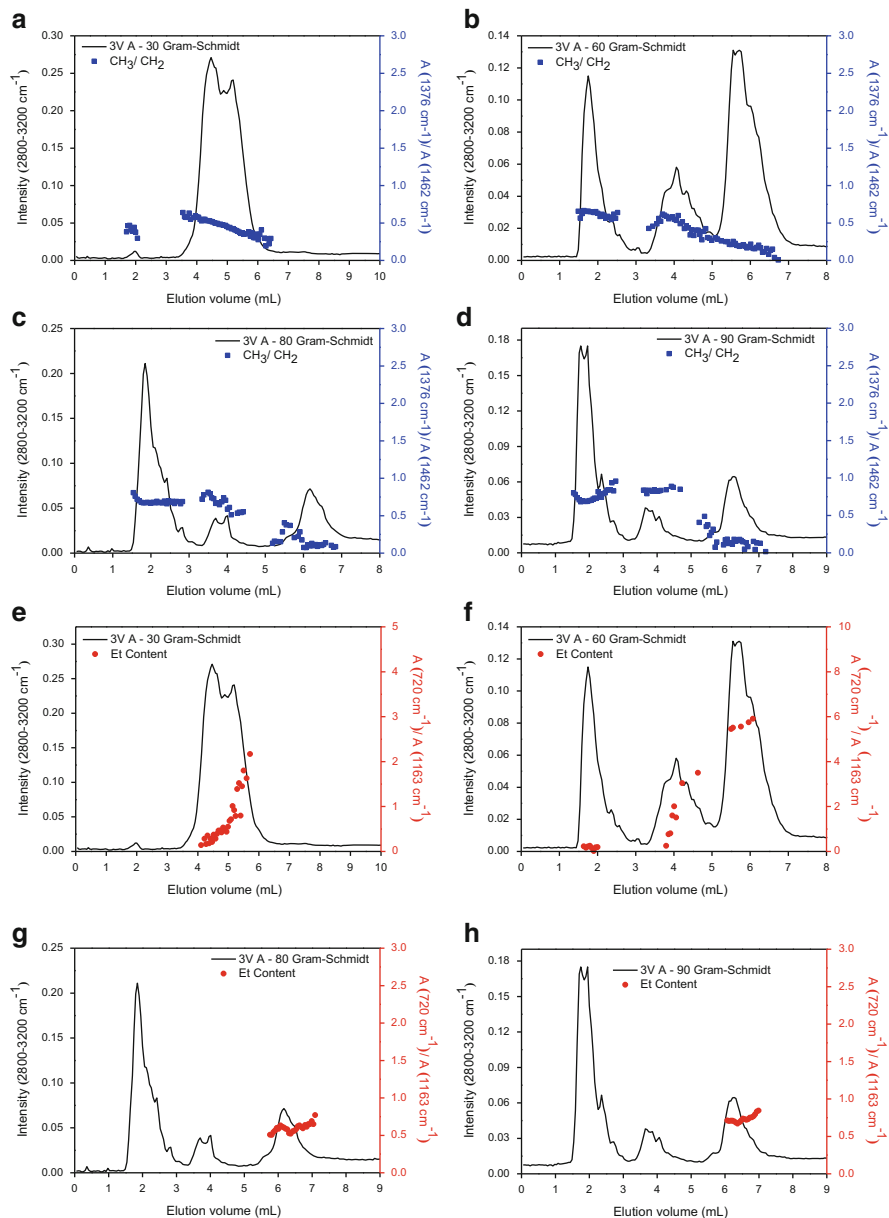 a
3V A - 30 Gram-Schmidt
CH3/ CH2
Intensity (2800-3200 cm-1)
0.30
0.25
0.20
0.15
0.10
0.05
0.00
0 1 2 3 4 5 6 7 8 9 10
Elution volume (mL)
3.0
2.5
2.0
1.5
1.0
0.5
0.0
A (1376 cm-1)/ A (1462 cm-1)
b
3V A - 60 Gram-Schmidt
CH3/ CH2
Intensity (2800-3200 cm-1)
0.14
0.12
0.10
0.08
0.06
0.04
0.02
0.00
0 1 2 3 4 5 6 7 8 9
Elution volume (mL)
3.0
2.5
2.0
1.5
1.0
0.5
0.0
A (1376 cm-1)/ A (1462 cm-1)
c
3V A - 80 Gram-Schmidt
CH3/ CH2
Intensity (2800-3200 cm-1)
0.25
0.20
0.15
0.10
0.05
0.00
0 1 2 3 4 5 6 7 8
Elution volume (mL)
3.0
2.5
2.0
1.5
1.0
0.5
0.0
A (1376 cm-1)/ A (1462 cm-1)
d
3V A - 90 Gram-Schmidt
CH3/ CH2
Intensity (2800-3200 cm-1)
0.18
0.15
0.12
0.09
0.06
0.03
0.00
0 1 2 3 4 5 6 7 8 9
Elution volume (mL)
3.0
2.5
2.0
1.5
1.0
0.5
0.0
A (1376 cm-1)/ A (1462 cm-1)
e
3V A - 30 Gram-Schmidt
Et Content
Intensity (2800-3200 cm-1)
0.30
0.25
0.20
0.15
0.10
0.05
0.00
0 1 2 3 4 5 6 7 8 9 10
Elution volume (mL)
5
4
3
2
1
0
A (720 cm-1)/ A (1163 cm-1)
f
3V A - 60 Gram-Schmidt
Et Content
Intensity (2800-3200 cm-1)
0.14
0.12
0.10
0.08
0.06
0.04
0.02
0.00
0 1 2 3 4 5 6 7 8 9
Elution volume (mL)
10
8
6
4
2
0
A (720 cm-1)/ A (1163 cm-1)
g
3V A - 80 Gram-Schmidt
Et Content
Intensity (2800-3200 cm-1)
0.25
0.20
0.15
0.10
0.05
0.00
0 1 2 3 4 5 6 7 8 9
Elution volume (mL)
3.0
2.5
2.0
1.5
1.0
0.5
0.0
A (720 cm-1)/ A (1163 cm-1)
h
3V A - 90 Gram-Schmidt
Et Content
Intensity (2800-3200 cm-1)
0.18
0.15
0.12
0.09
0.06
0.03
0.00
0 1 2 3 4 5 6 7 8 9
Elution volume (mL)
3.0
2.5
2.0
1.5
1.0
0.5
0.0
A (720 cm-1)/ A (1163 cm-1)